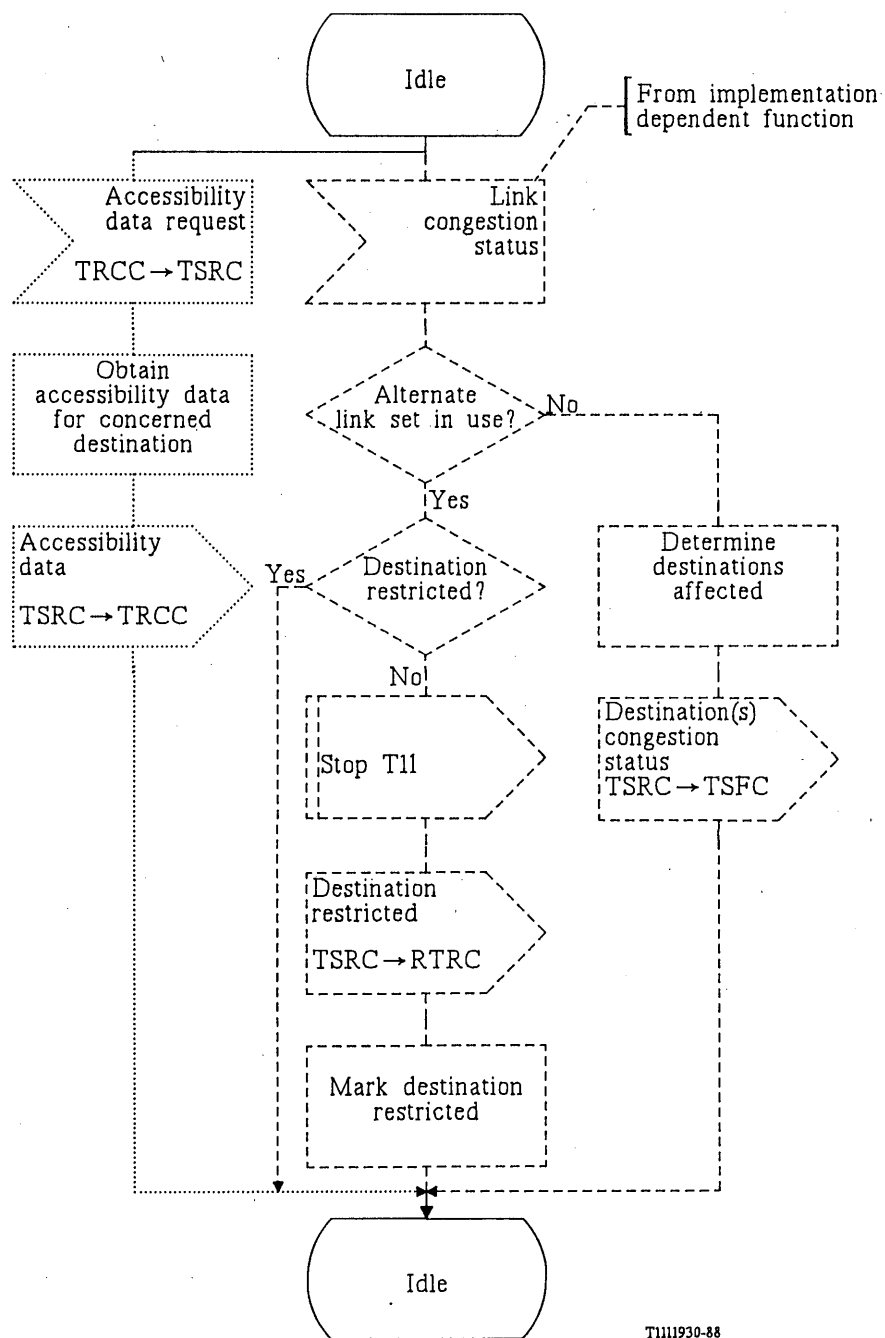 Idle
From implementation-
dependent function
Accessibility
data request
TRCC→TSRC
Link
congestion
status
Obtain
accessibility data
for concerned
destination
Alternate
link set in use?
No
Yes
Accessibility
data
TSRC→TRCC
Yes
Destination
restricted?
Determine
destinations
affected
No
Stop T11
Destination(s)
congestion
status
TSRC→TSFC
Destination
restricted
TSRC→RTRC
Mark destination
restricted
Idle
T1111930-88